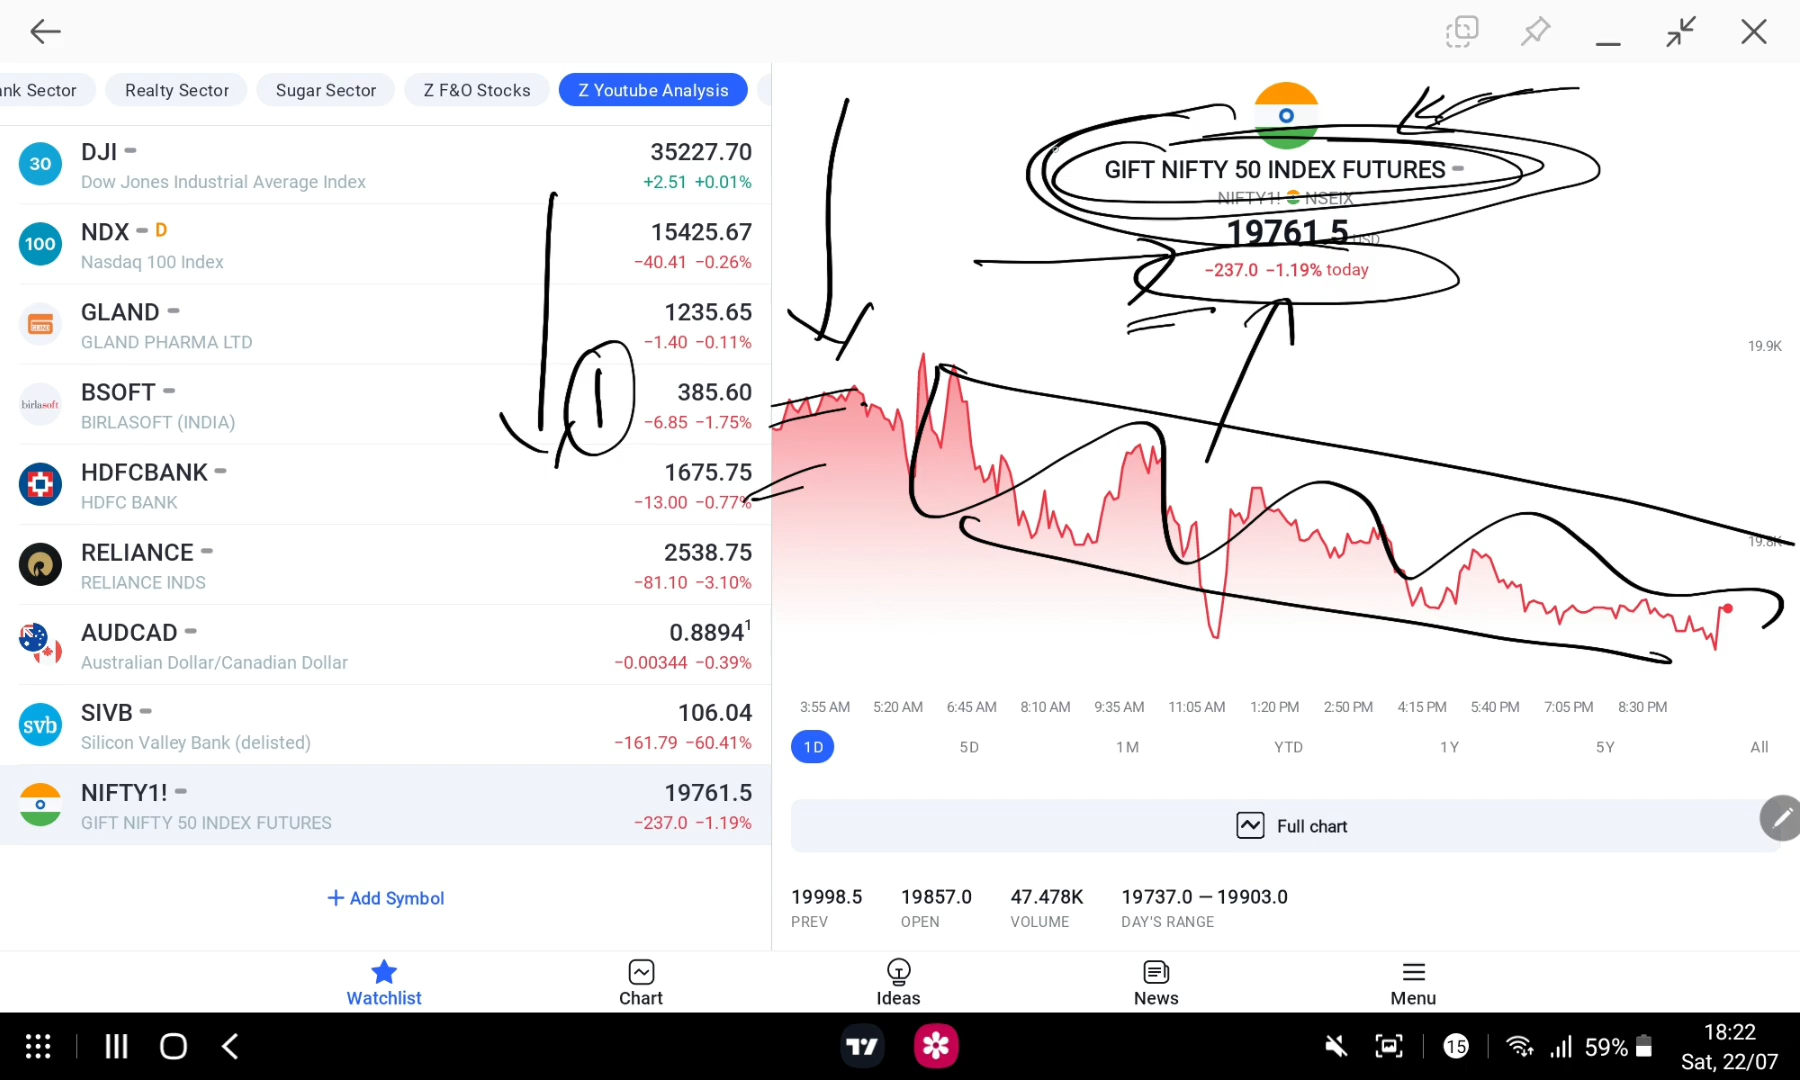 ank Sector
Realty Sector
Sugar Sector
Z F&O Stocks
Z Youtube Analysis
30
DJI
35227.70
Dow Jones Industrial Average Index
+2.51 +0.01%
100
NDX D
15425.67
Nasdaq 100 Index
−40.41 −0.26%
GLAND
1235.65
GLAND PHARMA LTD
−1.40 −0.11%
BSOFT
385.60
birlasoft
BIRLASOFT (INDIA)
−6.85 −1.75%
1
HDFCBANK
1675.75
HDFC BANK
−13.00 −0.77%
RELIANCE
2538.75
RELIANCE INDS
−81.10 −3.10%
AUDCAD
0.8894¹
Australian Dollar/Canadian Dollar
−0.00344 −0.39%
svb
SIVB
106.04
Silicon Valley Bank (delisted)
−161.79 −60.41%
NIFTY1!
19761.5
GIFT NIFTY 50 INDEX FUTURES
−237.0 −1.19%
+ Add Symbol
GIFT NIFTY 50 INDEX FUTURES
NIFTY1! NSEIX
19761.5 USD
−237.0 −1.19% today
19.9K
19.8K
3:55 AM 5:20 AM 6:45 AM 8:10 AM 9:35 AM 11:05 AM 1:20 PM 2:50 PM 4:15 PM 5:40 PM 7:05 PM 8:30 PM
1D 5D 1M YTD 1Y 5Y All
Full chart
19998.5 19857.0 47.478K 19737.0 — 19903.0
PREV OPEN VOLUME DAY'S RANGE
Watchlist Chart Ideas News Menu
15
59%
18:22
Sat, 22/07